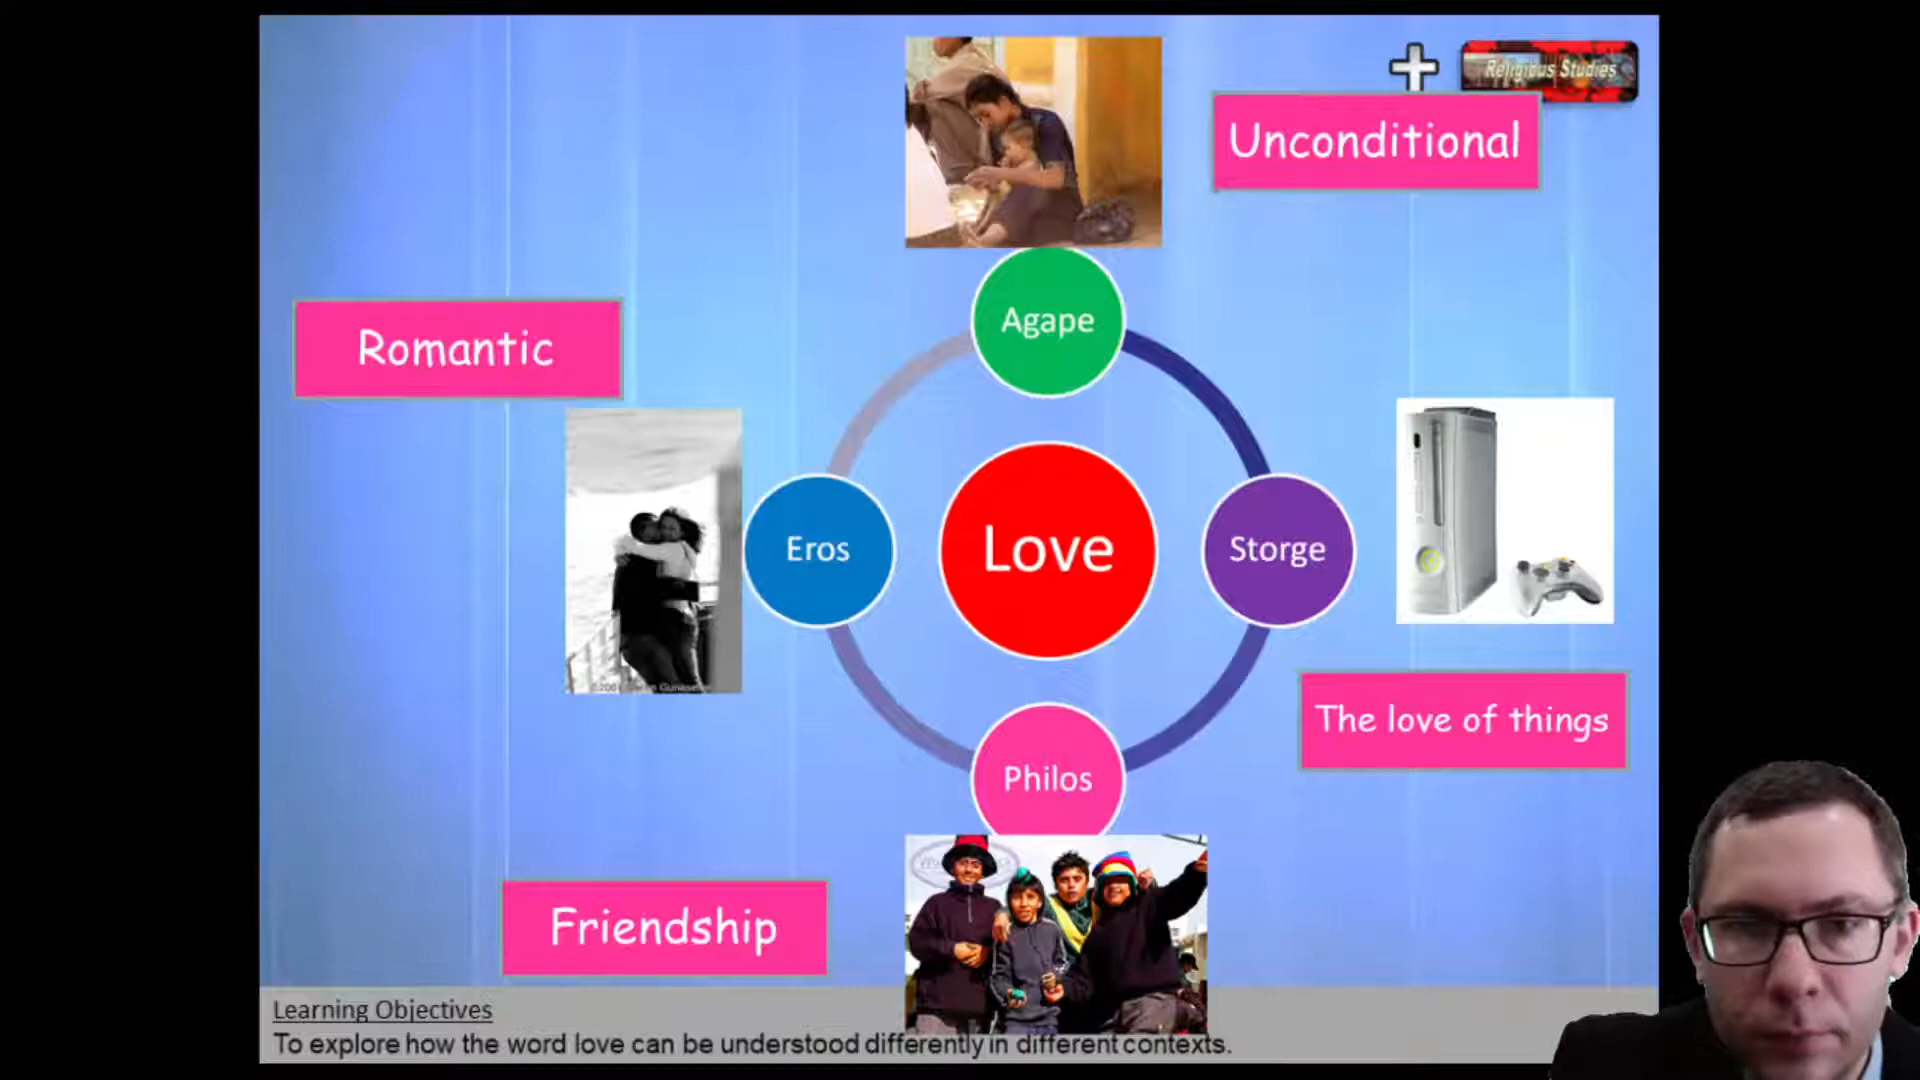 Religious Studies
Unconditional
Agape
Romantic
Eros
Love
Storge
The love of things
Philos
Friendship
Learning Objectives
To explore how the word love can be understood differently in different contexts.